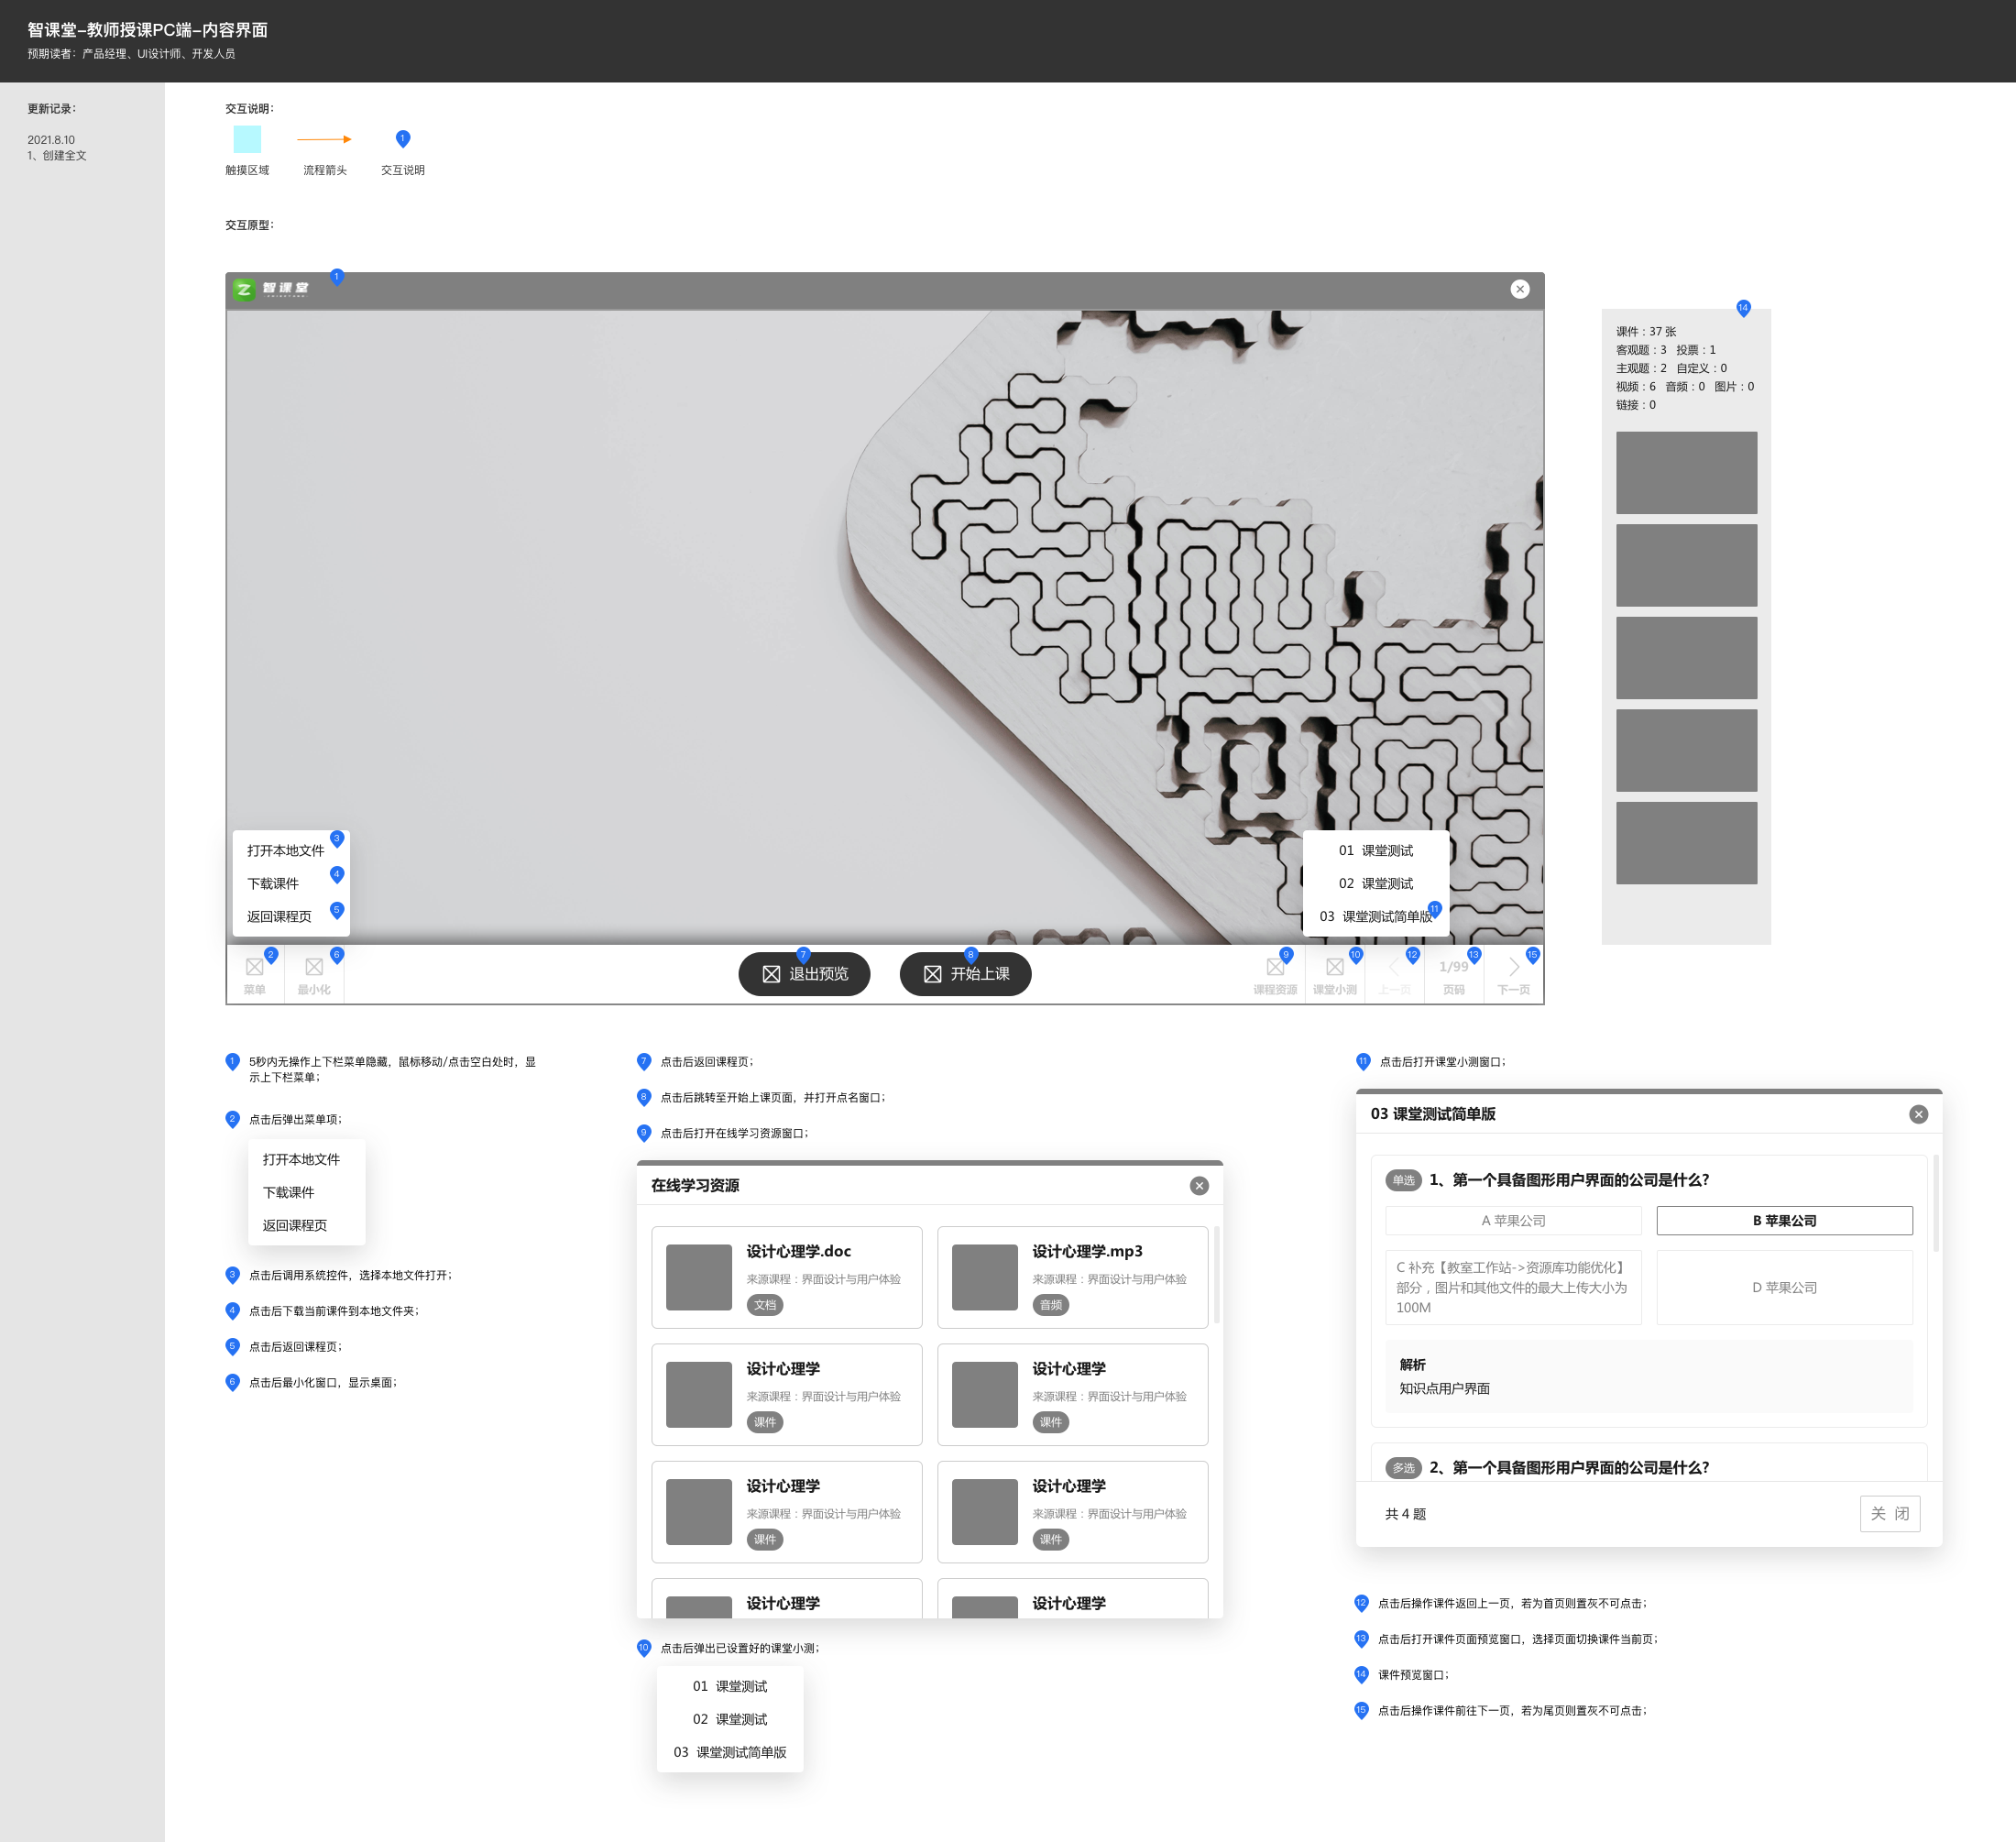 智课堂-教师授课PC端-内容界面
预期读者：产品经理、UI设计师、开发人员
更新记录：
2021.8.10
1、创建全文
交互说明：
1
触摸区域
流程箭头
交互说明
交互原型：
智课堂
1
14
课件：37 张
客观题：3 投票：1
主观题：2 自定义：0
视频：6 音频：0 图片：0
链接：0
打开本地文件
3
下载课件
4
返回课程页
5
01 课堂测试
02 课堂测试
03 课堂测试简单版
11
2
菜单
6
最小化
7
退出预览
8
开始上课
9
课程资源
10
课堂小测
12
上一页
13
1/99
页码
15
下一页
1 5秒内无操作上下栏菜单隐藏，鼠标移动/点击空白处时，显
示上下栏菜单；
2 点击后弹出菜单项；
打开本地文件
下载课件
返回课程页
3 点击后调用系统控件，选择本地文件打开；
4 点击后下载当前课件到本地文件夹；
5 点击后返回课程页；
6 点击后最小化窗口，显示桌面；
7 点击后返回课程页；
8 点击后跳转至开始上课页面，并打开点名窗口；
9 点击后打开在线学习资源窗口；
在线学习资源
设计心理学.doc
来源课程：界面设计与用户体验
文档
设计心理学.mp3
来源课程：界面设计与用户体验
音频
设计心理学
来源课程：界面设计与用户体验
课件
设计心理学
来源课程：界面设计与用户体验
课件
设计心理学
来源课程：界面设计与用户体验
课件
设计心理学
来源课程：界面设计与用户体验
课件
设计心理学
设计心理学
10 点击后弹出已设置好的课堂小测；
01 课堂测试
02 课堂测试
03 课堂测试简单版
11 点击后打开课堂小测窗口；
03 课堂测试简单版
单选 1、第一个具备图形用户界面的公司是什么?
A 苹果公司
B 苹果公司
C 补充【教室工作站->资源库功能优化】
部分，图片和其他文件的最大上传大小为
100M
D 苹果公司
解析
知识点用户界面
多选 2、第一个具备图形用户界面的公司是什么?
共 4 题
关 闭
12 点击后操作课件返回上一页，若为首页则置灰不可点击；
13 点击后打开课件页面预览窗口，选择页面切换课件当前页；
14 课件预览窗口；
15 点击后操作课件前往下一页，若为尾页则置灰不可点击；